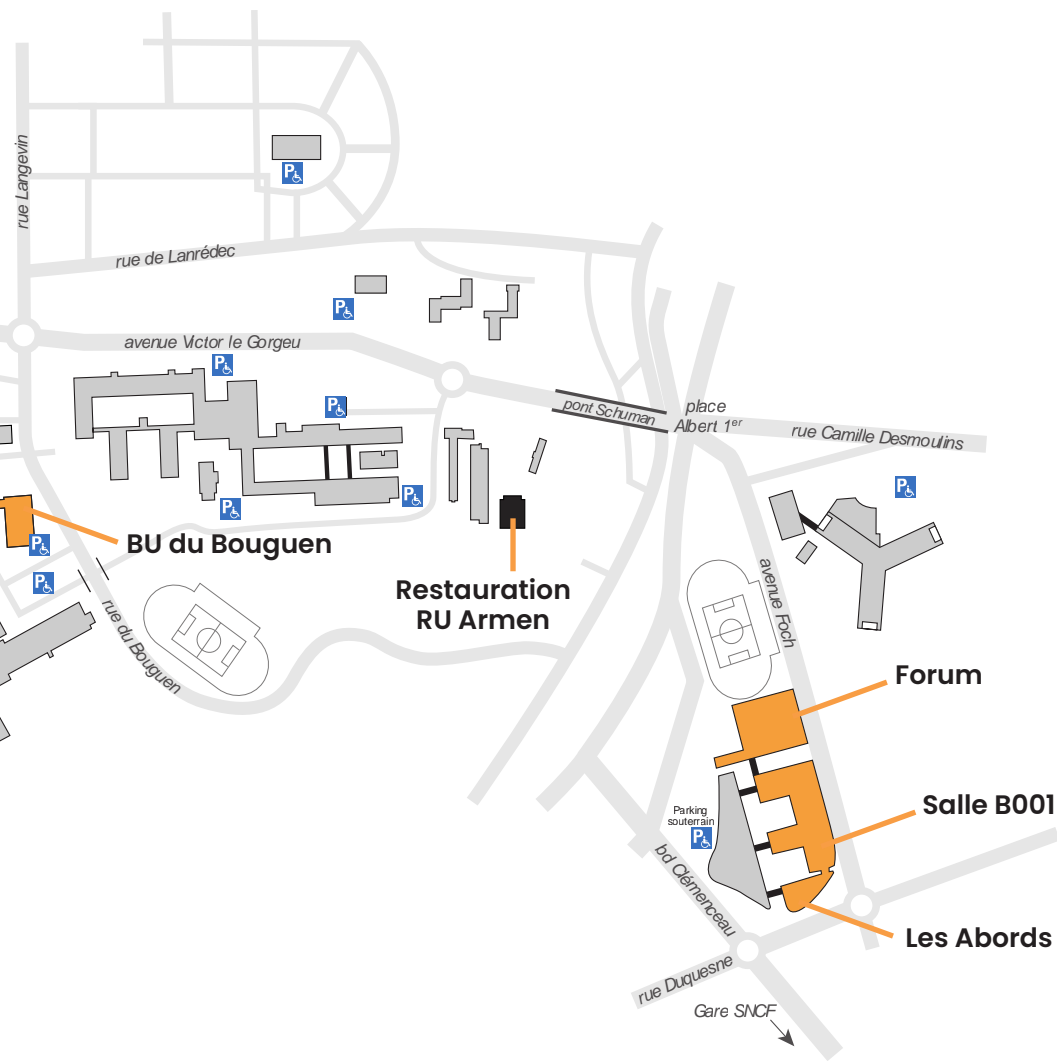 rue Langevin
P
rue de Lanrédec
P
avenue Victor le Gorgeu
P
P
pont Schuman
place
Albert 1er
rue Camille Desmoulins
P
P
P
P
BU du Bouguen
P
P
Restauration
RU Armen
rue du Bouguen
avenue Foch
Forum
Salle B001
Parking
souterrain
P
bd Clémenceau
Les Abords
rue Duquesne
Gare SNCF